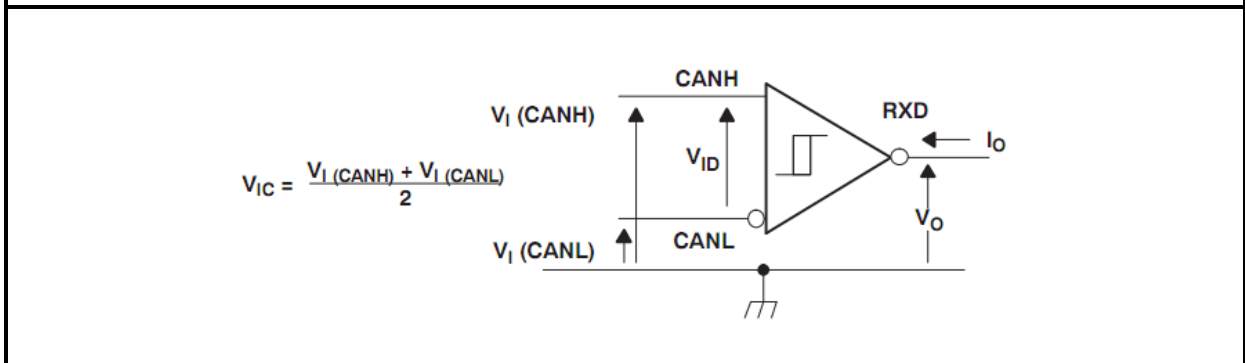 CANH
RXD
V_I (CANH)
I_O
V_ID
V_IC = V_I (CANH) + V_I (CANL)
2
V_O
CANL
V_I (CANL)